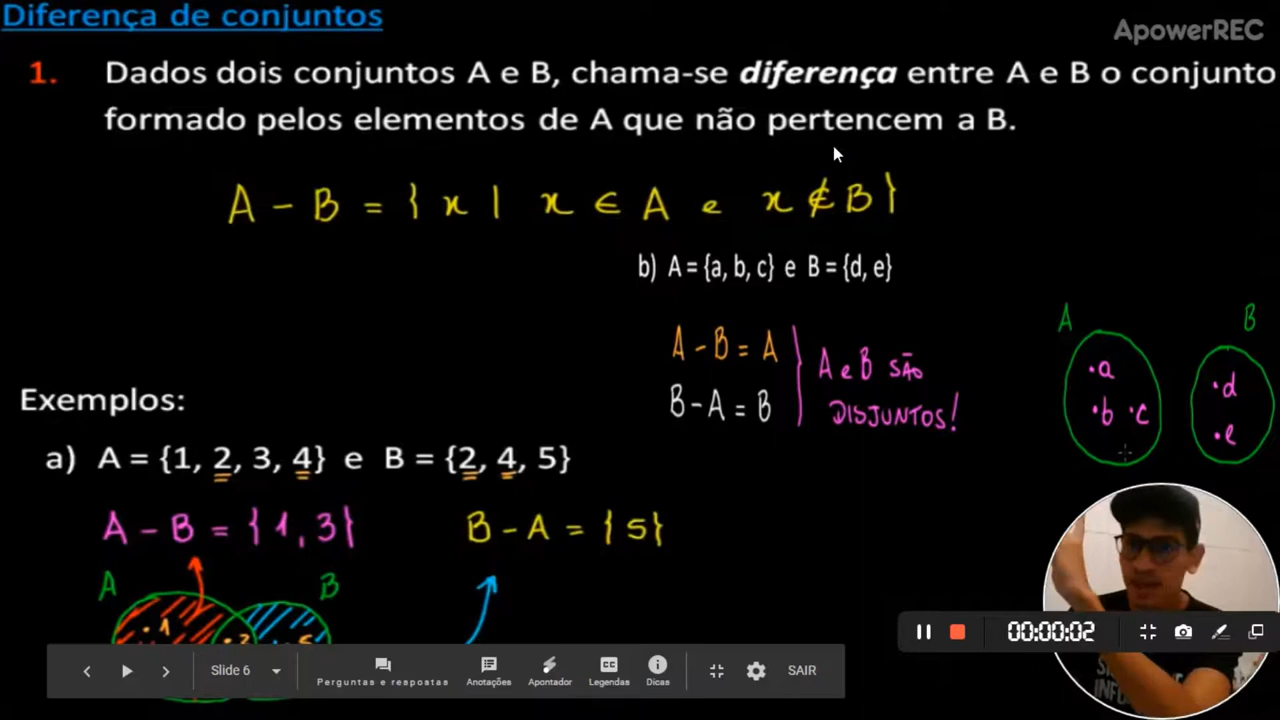 Diferença de conjuntos
ApowerREC
1. Dados dois conjuntos A e B, chama-se diferença entre A e B o conjunto
formado pelos elementos de A que não pertencem a B.
A - B = { x | x ∈ A e x ∉ B }
b) A = {a, b, c} e B = {d, e}
A - B = A
B - A = B
A e B SÃO
DISJUNTOS!
A B
a
b c
d
e
Exemplos:
a) A = {1, 2, 3, 4} e B = {2, 4, 5}
A - B = { 1, 3 }
B - A = { 5 }
A B
1
00:00:02
Slide 6
Perguntas e respostas
Anotações
Apontador
CC
Legendas
Dicas
SAIR